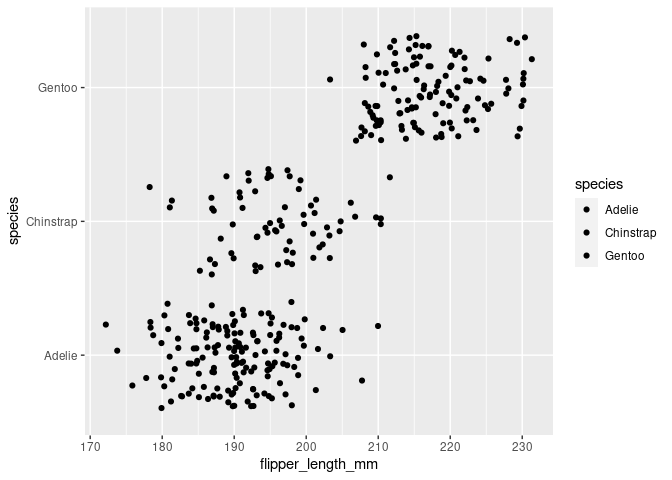 Gentoo
Chinstrap
Adelie
species
170 180 190 200 210 220 230
flipper_length_mm
species
Adelie
Chinstrap
Gentoo